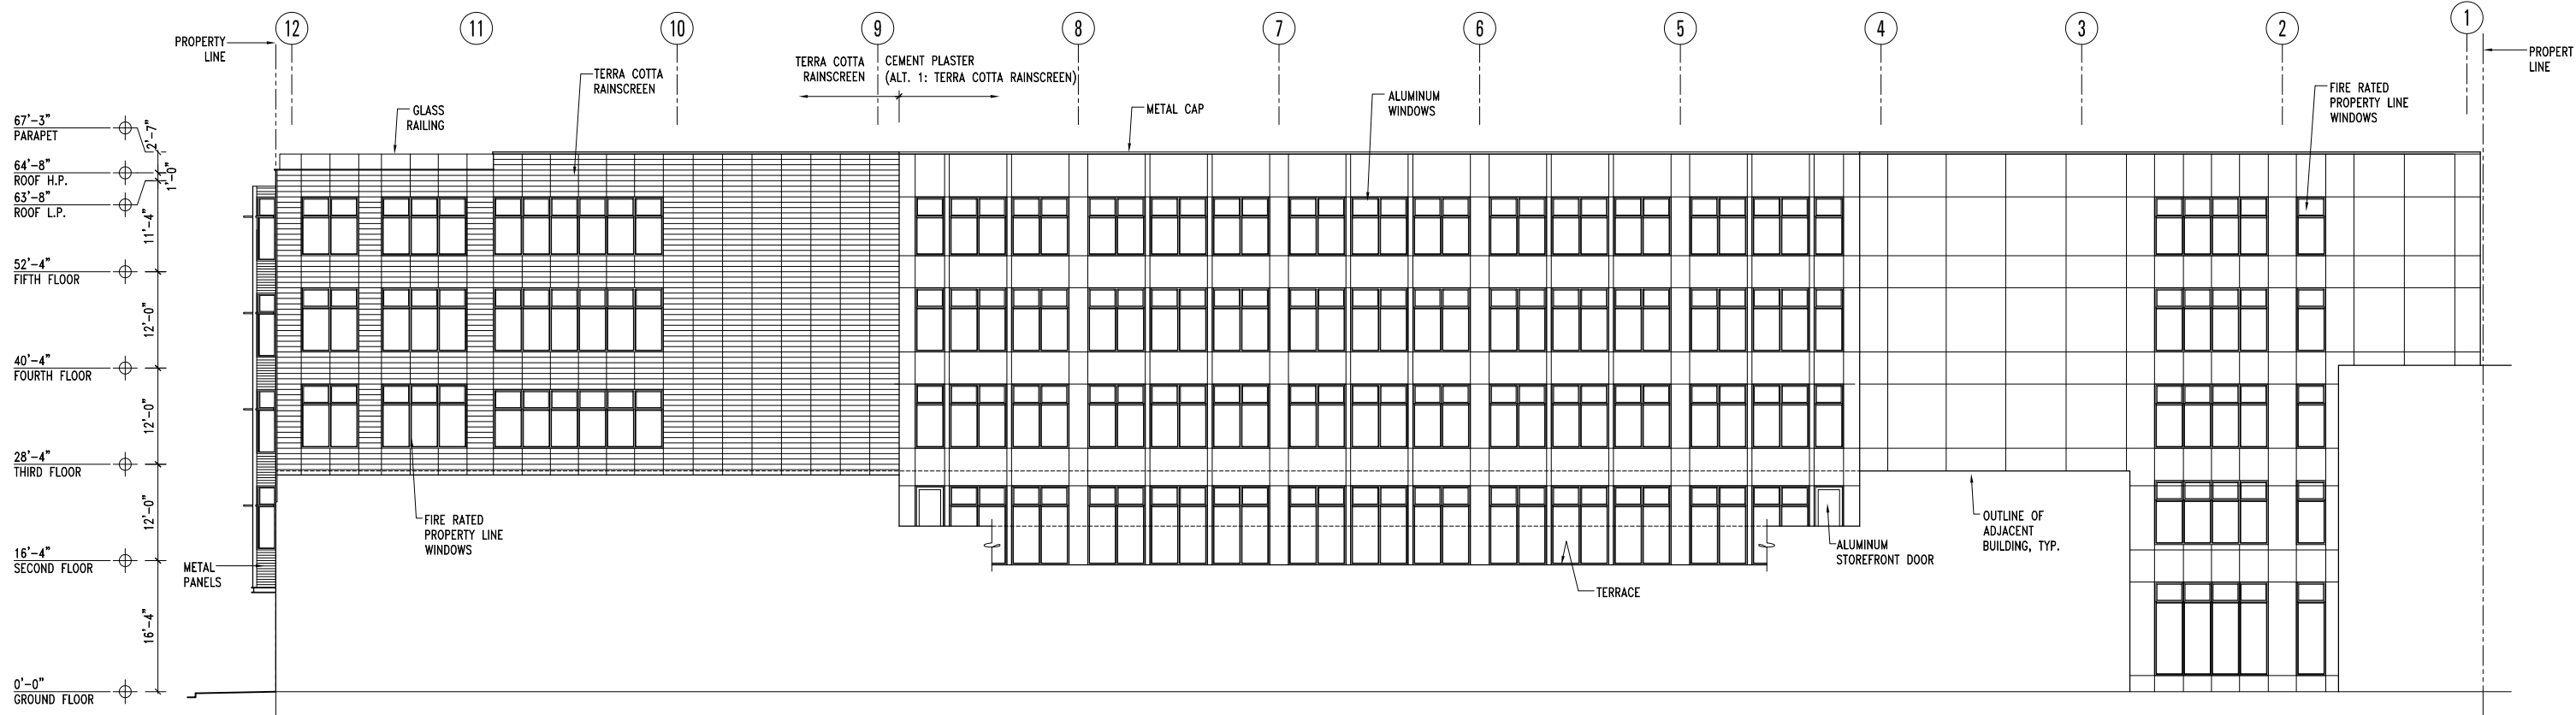 12
11
10
9
8
7
6
5
4
3
2
1
PROPERTY
LINE
TERRA COTTA
RAINSCREEN
TERRA COTTA
RAINSCREEN
CEMENT PLASTER
(ALT. 1: TERRA COTTA RAINSCREEN)
PROPERT
LINE
GLASS
RAILING
METAL CAP
ALUMINUM
WINDOWS
FIRE RATED
PROPERTY LINE
WINDOWS
67'-3"
PARAPET
2'-7"
64'-8"
ROOF H.P.
1'-0"
63'-8"
ROOF L.P.
11'-4"
52'-4"
FIFTH FLOOR
12'-0"
40'-4"
FOURTH FLOOR
12'-0"
28'-4"
THIRD FLOOR
12'-0"
16'-4"
SECOND FLOOR
16'-4"
0'-0"
GROUND FLOOR
METAL
PANELS
FIRE RATED
PROPERTY LINE
WINDOWS
TERRACE
ALUMINUM
STOREFRONT DOOR
OUTLINE OF
ADJACENT
BUILDING, TYP.